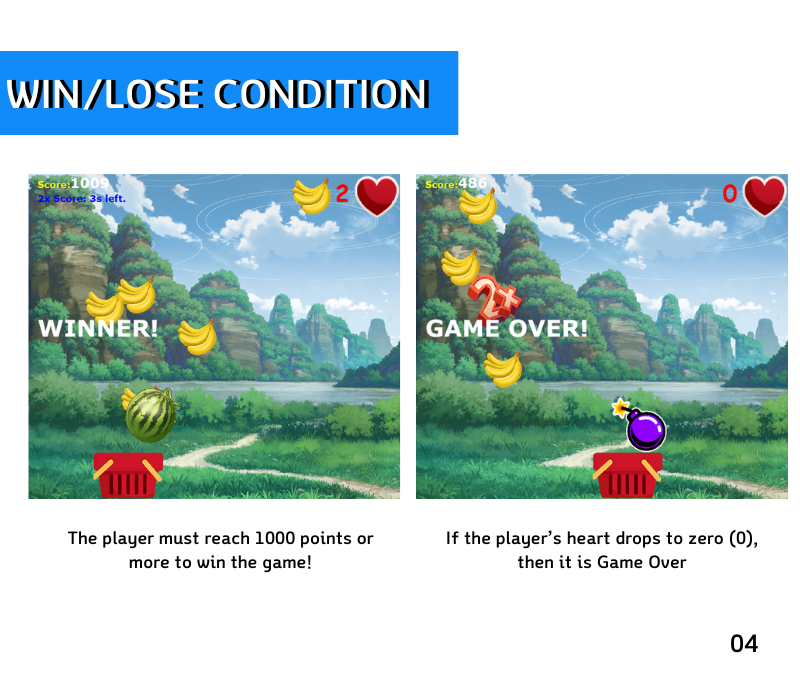 WIN/LOSE CONDITION
Score:1009
2x Score: 3s left.
2
WINNER!
Score:486
0
2x
GAME OVER!
The player must reach 1000 points or
more to win the game!
If the player’s heart drops to zero (0),
then it is Game Over
04